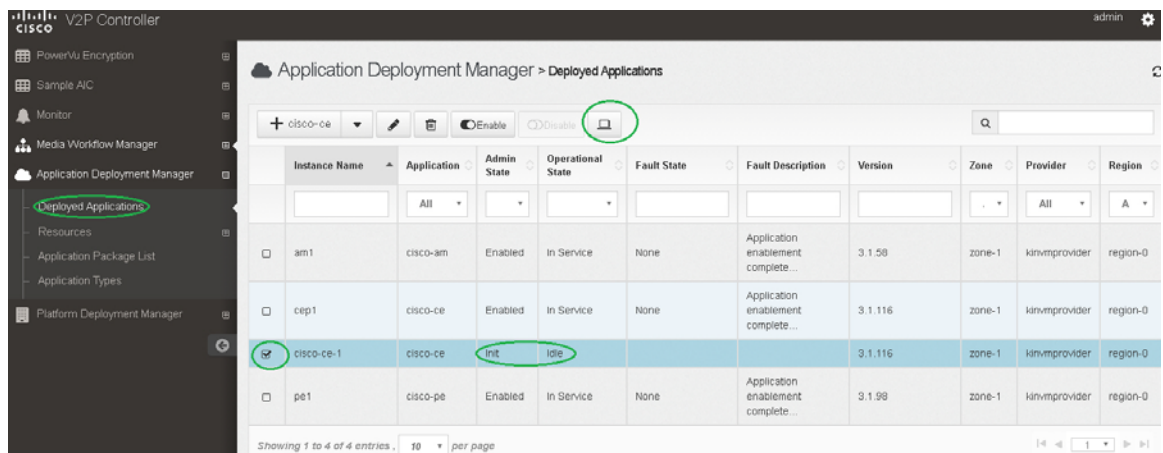 CISCO V2P Controller
admin
PowerVu Encryption
Sample AIC
Monitor
Media Workflow Manager
Application Deployment Manager
Deployed Applications
Resources
Application Package List
Application Types
Platform Deployment Manager
Application Deployment Manager > Deployed Applications
cisco-ce
Enable
Disable
Instance Name Application Admin State Operational State Fault State Fault Description Version Zone Provider Region
All . All A
am1 cisco-am Enabled In Service None Application enablement complete... 3.1.58 zone-1 kinvmprovider region-0
cep1 cisco-ce Enabled In Service None Application enablement complete... 3.1.116 zone-1 kinvmprovider region-0
cisco-ce-1 cisco-ce Init Idle 3.1.116 zone-1 kinvmprovider region-0
pe1 cisco-pe Enabled In Service None Application enablement complete... 3.1.98 zone-1 kinvmprovider region-0
Showing 1 to 4 of 4 entries , 10 per page
1